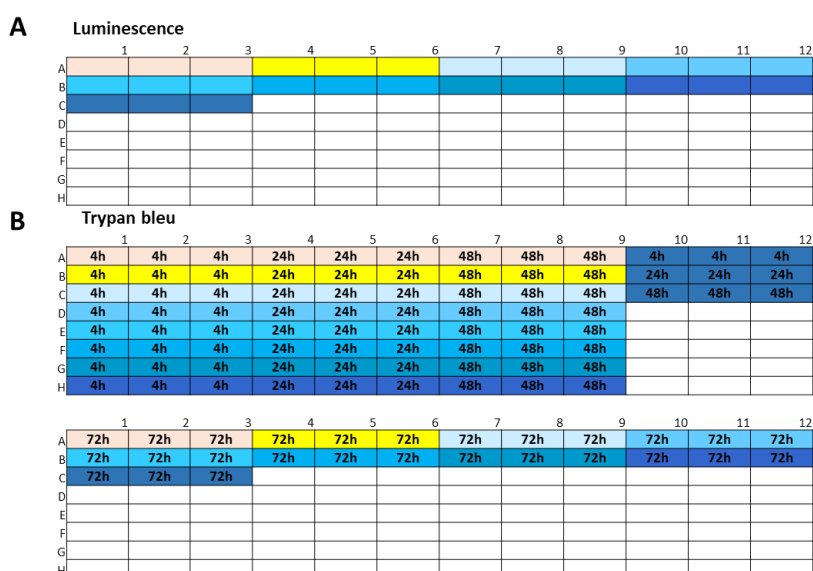 A Luminescence
1 2 3 4 5 6 7 8 9 10 11 12
A
B
C
D
E
F
G
H
B Trypan bleu
1 2 3 4 5 6 7 8 9 10 11 12
A 4h 4h 4h 24h 24h 24h 48h 48h 48h 4h 4h 4h
B 4h 4h 4h 24h 24h 24h 48h 48h 48h 24h 24h 24h
C 4h 4h 4h 24h 24h 24h 48h 48h 48h 48h 48h 48h
D 4h 4h 4h 24h 24h 24h 48h 48h 48h
E 4h 4h 4h 24h 24h 24h 48h 48h 48h
F 4h 4h 4h 24h 24h 24h 48h 48h 48h
G 4h 4h 4h 24h 24h 24h 48h 48h 48h
H 4h 4h 4h 24h 24h 24h 48h 48h 48h
1 2 3 4 5 6 7 8 9 10 11 12
A 72h 72h 72h 72h 72h 72h 72h 72h 72h 72h 72h 72h
B 72h 72h 72h 72h 72h 72h 72h 72h 72h 72h 72h 72h
C 72h 72h 72h
D
E
F
G
H